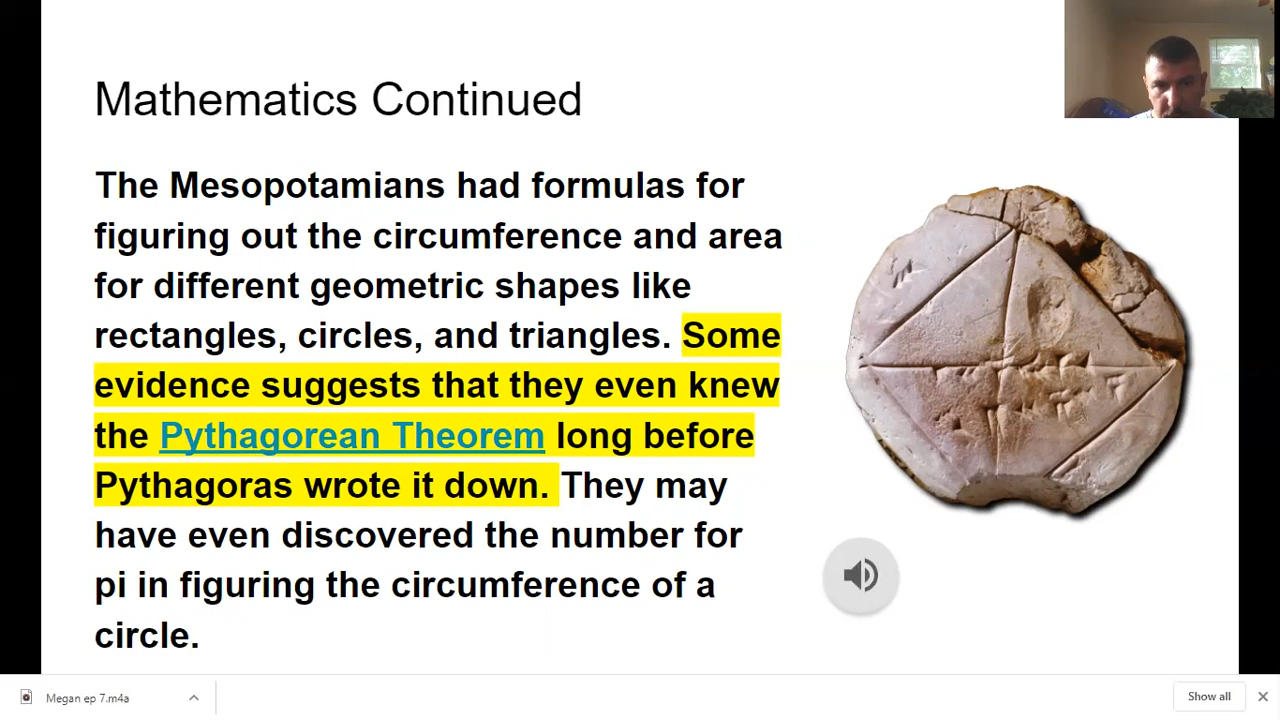 Mathematics Continued
The Mesopotamians had formulas for
figuring out the circumference and area
for different geometric shapes like
rectangles, circles, and triangles. Some
evidence suggests that they even knew
the Pythagorean Theorem long before
Pythagoras wrote it down. They may
have even discovered the number for
pi in figuring the circumference of a
circle.
Megan ep 7.m4a
Show all